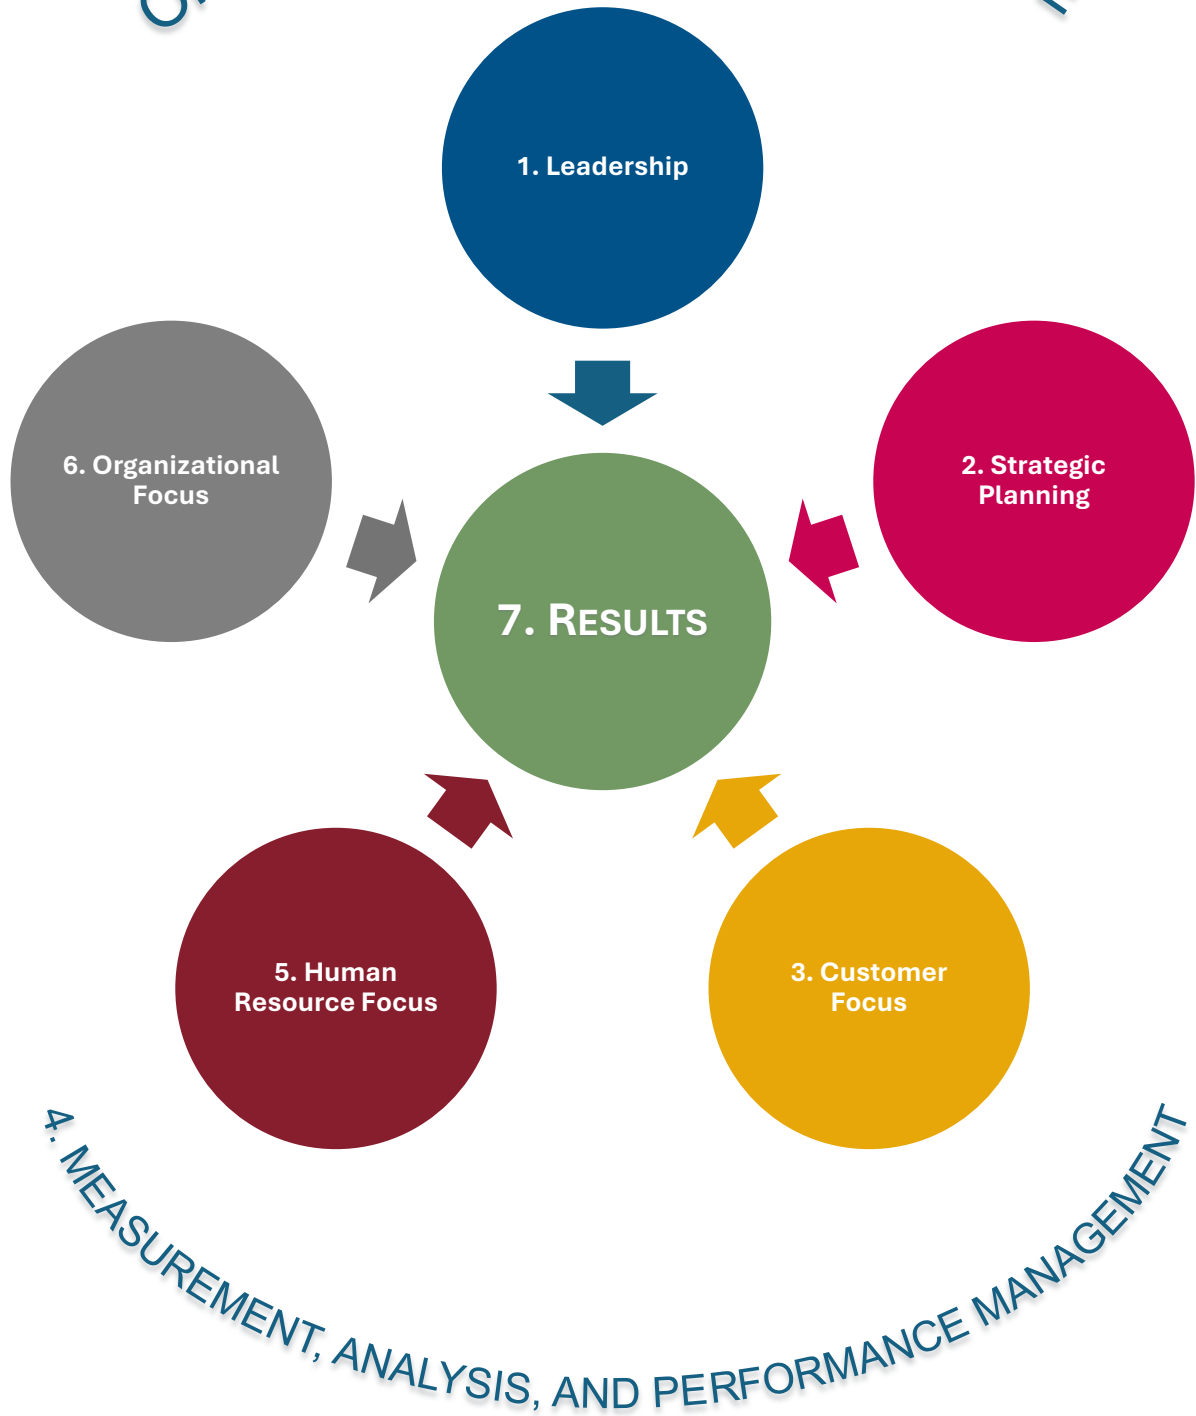 1. Leadership
6. Organizational
Focus
2. Strategic
Planning
7. RESULTS
5. Human
Resource Focus
3. Customer
Focus
4. MEASUREMENT, ANALYSIS, AND PERFORMANCE MANAGEMENT